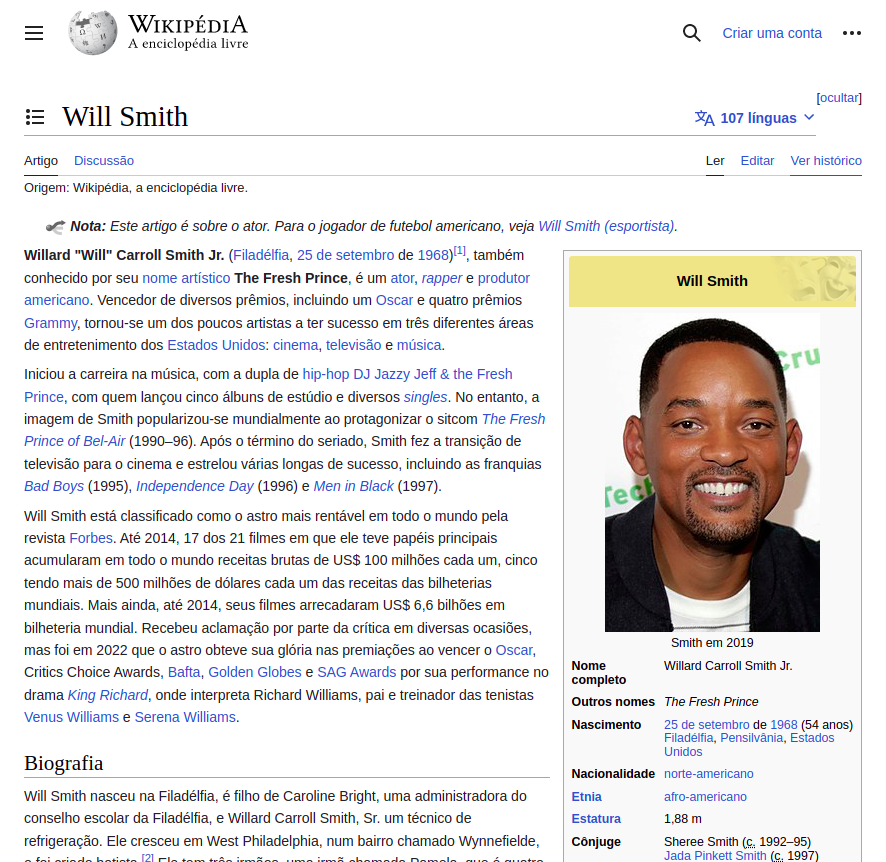 WIKIPÉDIA
A enciclopédia livre
Criar uma conta
[ocultar]
Will Smith
107 línguas
Artigo Discussão Ler Editar Ver histórico
Origem: Wikipédia, a enciclopédia livre.
Nota: Este artigo é sobre o ator. Para o jogador de futebol americano, veja Will Smith (esportista).
Willard "Will" Carroll Smith Jr. (Filadélfia, 25 de setembro de 1968)[1], também
conhecido por seu nome artístico The Fresh Prince, é um ator, rapper e produtor
americano. Vencedor de diversos prêmios, incluindo um Oscar e quatro prêmios
Grammy, tornou-se um dos poucos artistas a ter sucesso em três diferentes áreas
de entretenimento dos Estados Unidos: cinema, televisão e música.
Iniciou a carreira na música, com a dupla de hip-hop DJ Jazzy Jeff & the Fresh
Prince, com quem lançou cinco álbuns de estúdio e diversos singles. No entanto, a
imagem de Smith popularizou-se mundialmente ao protagonizar o sitcom The Fresh
Prince of Bel-Air (1990–96). Após o término do seriado, Smith fez a transição de
televisão para o cinema e estrelou várias longas de sucesso, incluindo as franquias
Bad Boys (1995), Independence Day (1996) e Men in Black (1997).
Will Smith está classificado como o astro mais rentável em todo o mundo pela
revista Forbes. Até 2014, 17 dos 21 filmes em que ele teve papéis principais
acumularam em todo o mundo receitas brutas de US$ 100 milhões cada um, cinco
tendo mais de 500 milhões de dólares cada um das receitas das bilheterias
mundiais. Mais ainda, até 2014, seus filmes arrecadaram US$ 6,6 bilhões em
bilheteria mundial. Recebeu aclamação por parte da crítica em diversas ocasiões,
mas foi em 2022 que o astro obteve sua glória nas premiações ao vencer o Oscar,
Critics Choice Awards, Bafta, Golden Globes e SAG Awards por sua performance no
drama King Richard, onde interpreta Richard Williams, pai e treinador das tenistas
Venus Williams e Serena Williams.
Biografia
Will Smith nasceu na Filadélfia, é filho de Caroline Bright, uma administradora do
conselho escolar da Filadélfia, e Willard Carroll Smith, Sr. um técnico de
refrigeração. Ele cresceu em West Philadelphia, num bairro chamado Wynnefielde,
e foi criado batista.[2] Ele tem três irmãos, uma irmã chamada Pamela, que é quatro
Will Smith
Cru
Tech
Smith em 2019
Nome completo Willard Carroll Smith Jr.
Outros nomes The Fresh Prince
Nascimento 25 de setembro de 1968 (54 anos)
Filadélfia, Pensilvânia, Estados
Unidos
Nacionalidade norte-americano
Etnia afro-americano
Estatura 1,88 m
Cônjuge Sheree Smith (c. 1992–95)
Jada Pinkett Smith (c. 1997)